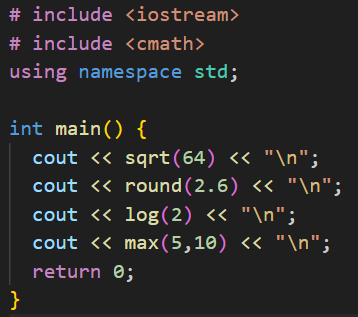 # include <iostream>
# include <cmath>
using namespace std;

int main() {
  cout << sqrt(64) << "\n";
  cout << round(2.6) << "\n";
  cout << log(2) << "\n";
  cout << max(5,10) << "\n";
  return 0;
}